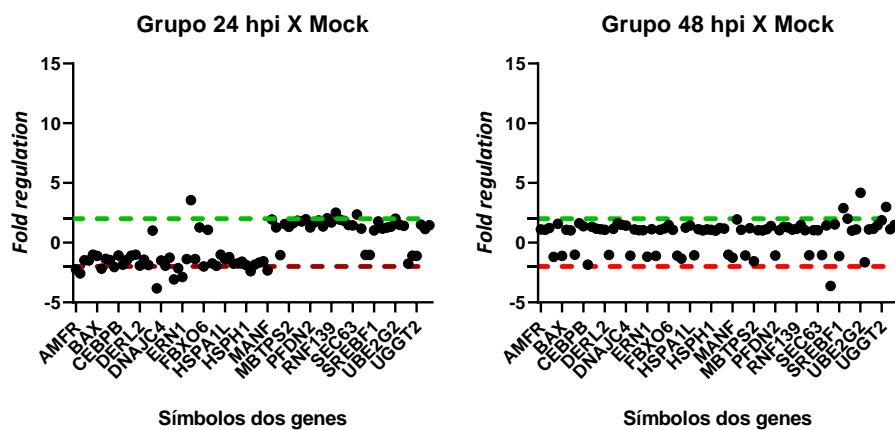 Grupo 24 hpi X Mock
Fold regulation
15
10
5
0
-5
AMFR
BAX
CEBPB
DERL2
DNAJC4
ERN1
FBXO6
HSPA1L
HSPH1
MANF
MBTPS2
PFDN2
RNF139
SEC63
SREBF1
UBE2G2
UGGT2
Símbolos dos genes
Grupo 48 hpi X Mock
Fold regulation
15
10
5
0
-5
AMFR
BAX
CEBPB
DERL2
DNAJC4
ERN1
FBXO6
HSPA1L
HSPH1
MANF
MBTPS2
PFDN2
RNF139
SEC63
SREBF1
UBE2G2
UGGT2
Símbolos dos genes